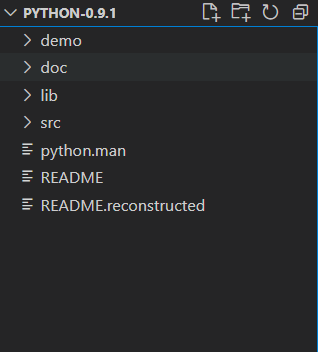 PYTHON-0.9.1
demo
doc
lib
src
python.man
README
README.reconstructed